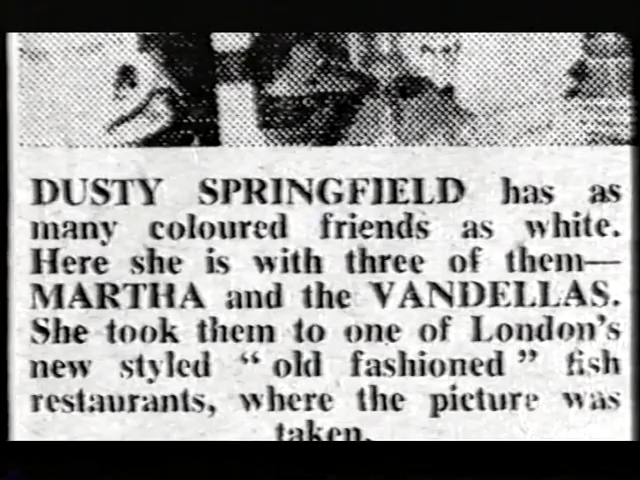 DUSTY SPRINGFIELD has as
many coloured friends as white.
Here she is with three of them—
MARTHA and the VANDELLAS.
She took them to one of London's
new styled "old fashioned" fish
restaurants, where the picture was
taken.